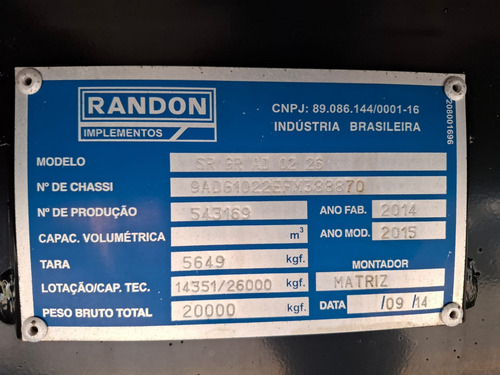 RANDON
IMPLEMENTOS
CNPJ: 89.086.144/0001-16
INDÚSTRIA BRASILEIRA
2080011696
MODELO SR GR AD 02 26
Nº DE CHASSI
Nº DE PRODUÇÃO 543169 ANO FAB. 2014
CAPAC. VOLUMÉTRICA m³ ANO MOD. 2015
TARA 5649 kgf. MONTADOR
LOTAÇÃO/CAP. TEC. 14351/26000 kgf. MATRIZ
PESO BRUTO TOTAL 20000 kgf. DATA /09 /14